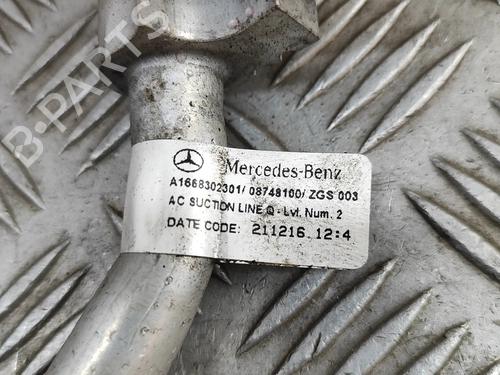 B-PARTS
Mercedes-Benz
A1668302301/ 08748100/ ZGS 003
AC SUCTION LINE @ - Lvl. Num. 2
DATE CODE: 211216 12:4